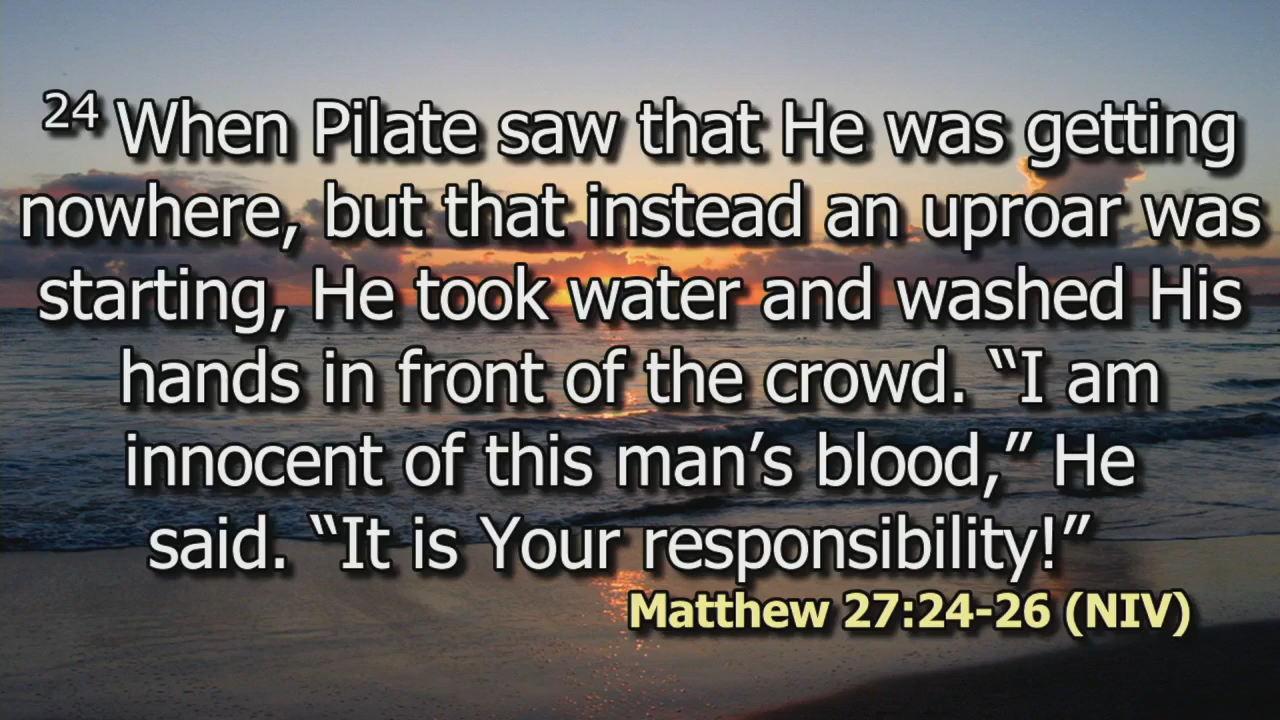 24 When Pilate saw that He was getting
nowhere, but that instead an uproar was
starting, He took water and washed His
hands in front of the crowd. “I am
innocent of this man’s blood,” He
said. “It is Your responsibility!”
Matthew 27:24-26 (NIV)